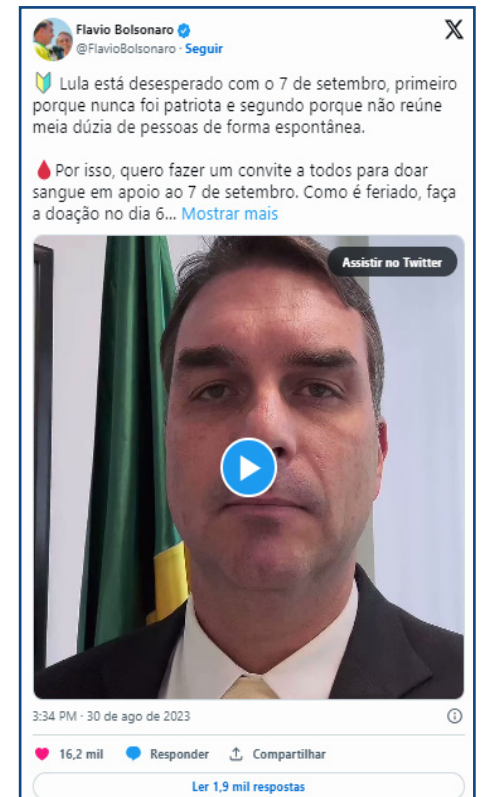 Flavio Bolsonaro
@FlavioBolsonaro · Seguir
Lula está desesperado com o 7 de setembro, primeiro
porque nunca foi patriota e segundo porque não reúne
meia dúzia de pessoas de forma espontânea.
Por isso, quero fazer um convite a todos para doar
sangue em apoio ao 7 de setembro. Como é feriado, faça
a doação no dia 6... Mostrar mais
Assistir no Twitter
3:34 PM · 30 de ago de 2023
16,2 mil Responder Compartilhar
Ler 1,9 mil respostas